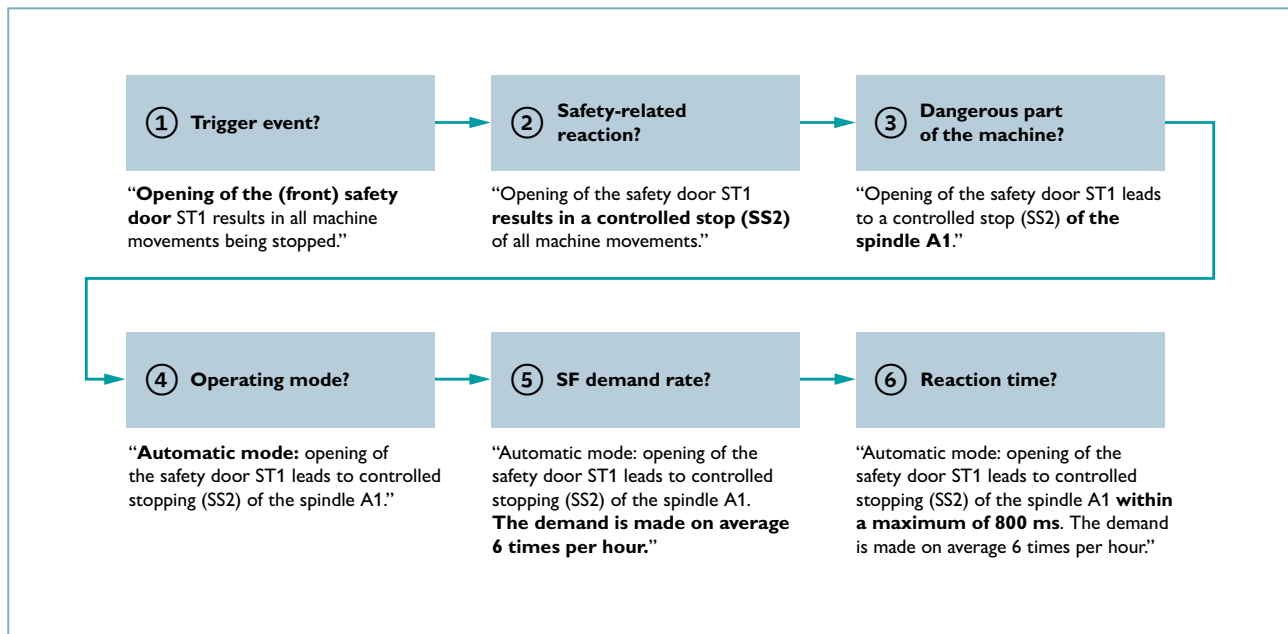 ① Trigger event?
② Safety-related
reaction?
③ Dangerous part
of the machine?
“Opening of the (front) safety
door ST1 results in all machine
movements being stopped.”
“Opening of the safety door ST1
results in a controlled stop (SS2)
of all machine movements.”
“Opening of the safety door ST1 leads
to a controlled stop (SS2) of the
spindle A1.”
④ Operating mode?
⑤ SF demand rate?
⑥ Reaction time?
“Automatic mode: opening of
the safety door ST1 leads to controlled
stopping (SS2) of the spindle A1.”
“Automatic mode: opening of the
safety door ST1 leads to controlled
stopping (SS2) of the spindle A1.
The demand is made on average
6 times per hour.”
“Automatic mode: opening of the
safety door ST1 leads to controlled
stopping (SS2) of the spindle A1 within
a maximum of 800 ms. The demand
is made on average 6 times per hour.”